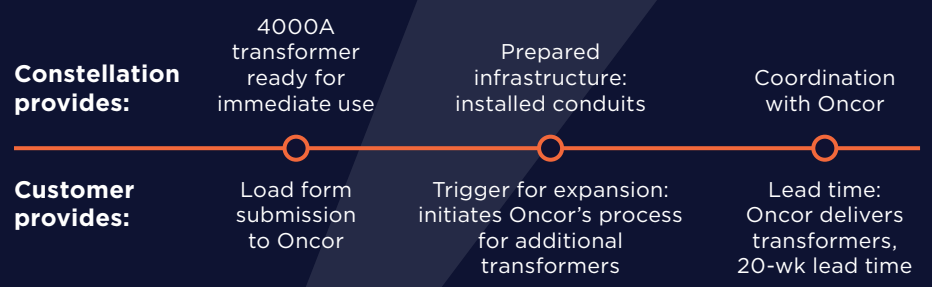 Constellation
provides:
4000A
transformer
ready for
immediate use
Prepared
infrastructure:
installed conduits
Coordination
with Oncor
Customer
provides:
Load form
submission
to Oncor
Trigger for expansion:
initiates Oncor’s process
for additional
transformers
Lead time:
Oncor delivers
transformers,
20-wk lead time